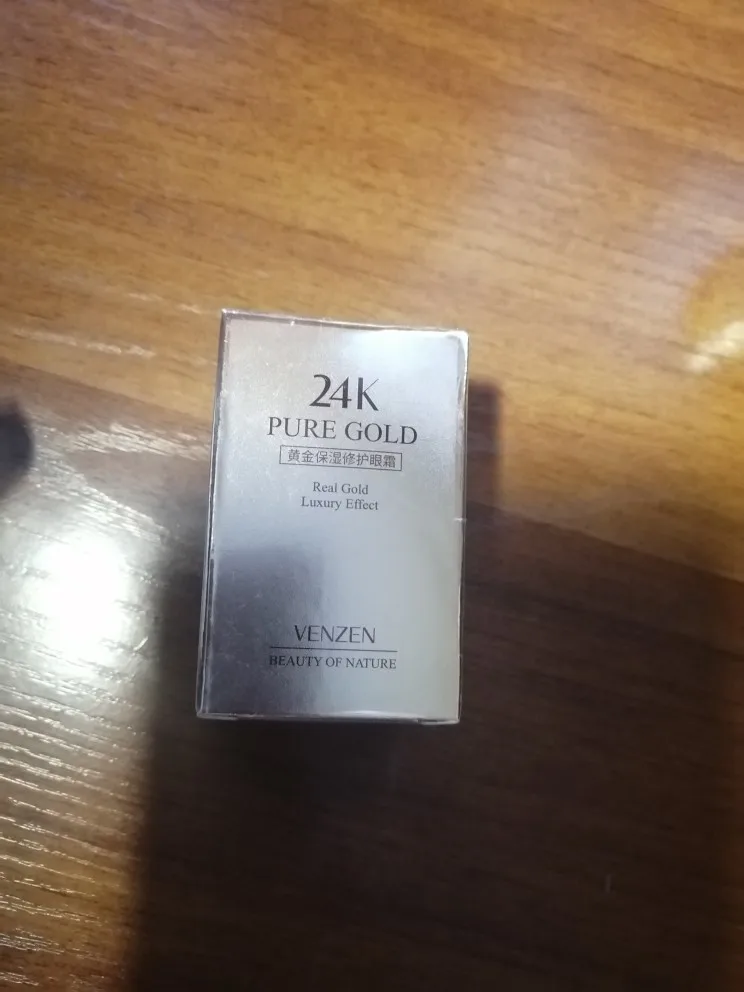 24K
PURE GOLD
黄金保湿修护眼霜
Real Gold
Luxury Effect
VENZEN
BEAUTY OF NATURE